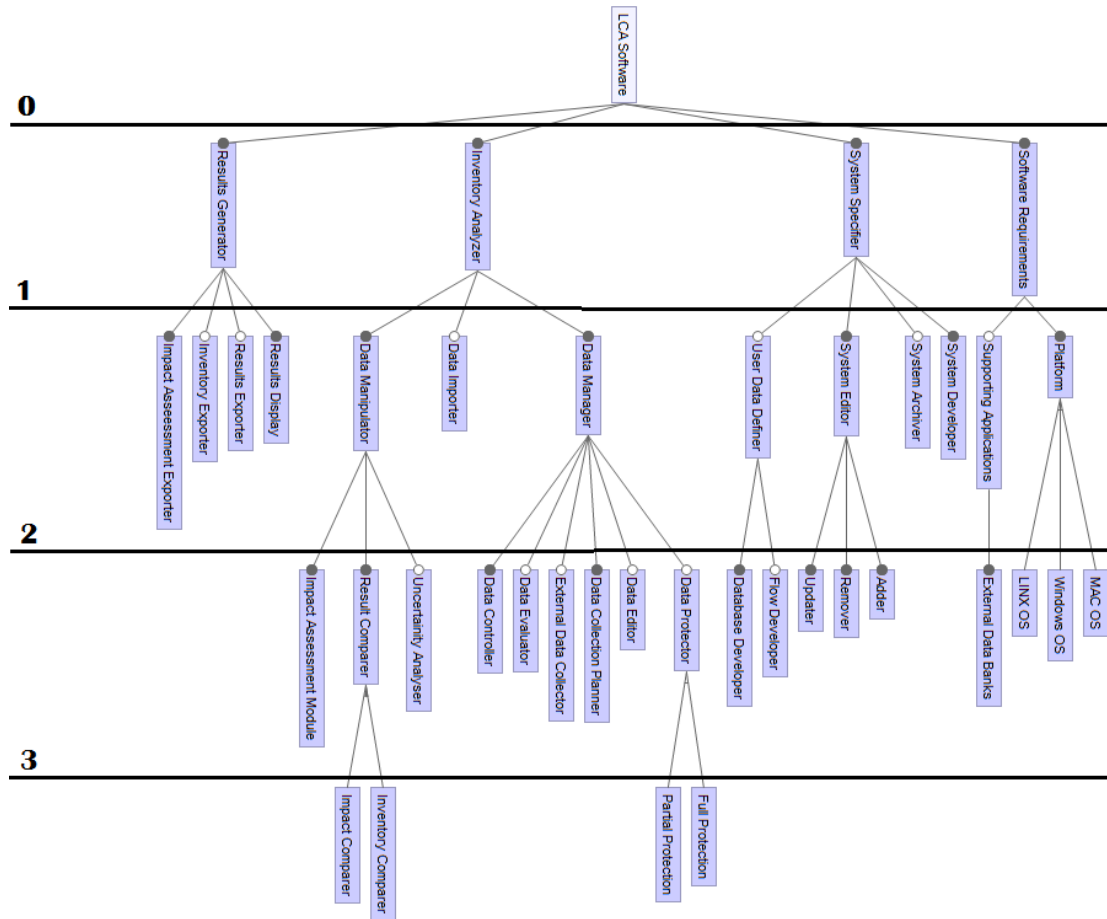 LCA Software
0
Results Generator
Inventory Analyzer
System Specifier
Software Requirements
1
Impact Asseessment Exporter
Inventory Exporter
Results Exporter
Results Display
Data Manipulator
Data Importer
Data Manager
User Data Definer
System Editor
System Archiver
System Developer
Supporting Applications
Platform
2
Impact Assessment Module
Result Comparer
Uncertainity Analyser
Data Controller
Data Evaluator
External Data Collector
Data Collection Planner
Data Editor
Data Protector
Database Developer
Flow Developer
Updater
Remover
Adder
External Data Banks
LINX OS
Windows OS
MAC OS
3
Impact Comparer
Inventory Comparer
Partial Protection
Full Protection